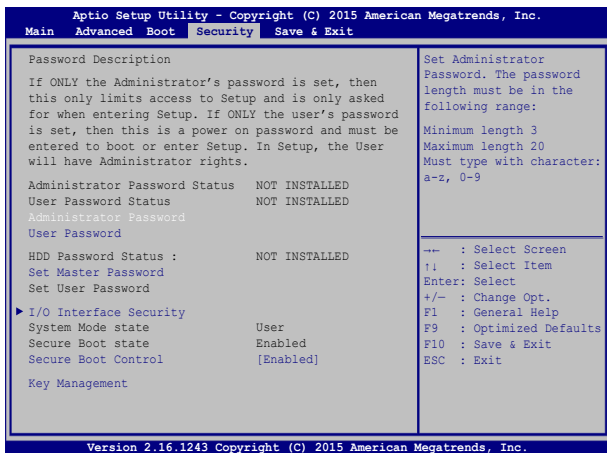 Aptio Setup Utility - Copyright (C) 2015 American Megatrends, Inc.
Main Advanced Boot Security Save & Exit
Password Description
If ONLY the Administrator's password is set, then
this only limits access to Setup and is only asked
for when entering Setup. If ONLY the user's password
is set, then this is a power on password and must be
entered to boot or enter Setup. In Setup, the User
will have Administrator rights.
Administrator Password Status NOT INSTALLED
User Password Status NOT INSTALLED
Administrator Password
User Password
HDD Password Status : NOT INSTALLED
Set Master Password
Set User Password
I/O Interface Security
System Mode state User
Secure Boot state Enabled
Secure Boot Control [Enabled]
Key Management
Set Administrator
Password. The password
length must be in the
following range:
Minimum length 3
Maximum length 20
Must type with character:
a-z, 0-9
→← : Select Screen
↑↓ : Select Item
Enter: Select
+/— : Change Opt.
F1 : General Help
F9 : Optimized Defaults
F10 : Save & Exit
ESC : Exit
Version 2.16.1243 Copyright (C) 2015 American Megatrends, Inc.